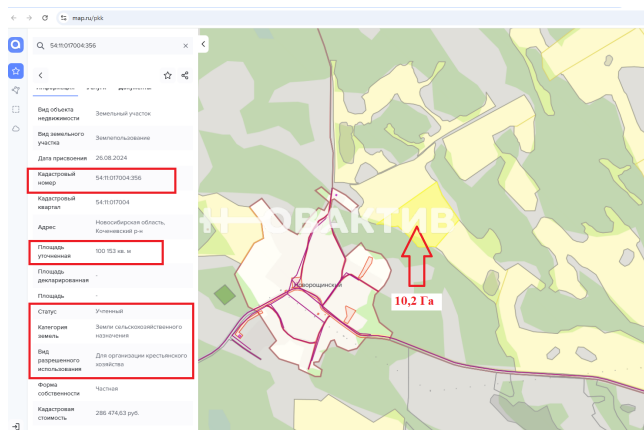 map.ru/pkk
54:11:017004:356
Вид объекта недвижимости
Земельный участок
Вид земельного участка
Землепользование
Дата присвоения
26.08.2024
Кадастровый номер
54:11:017004:356
Кадастровый квартал
54:11:017004
Адрес
Новосибирская область,
Коченевский р-н
Площадь уточненная
100 153 кв. м
Площадь декларированная
-
Площадь
-
Статус
Учтенный
Категория земель
Земли сельскохозяйственного
назначения
Вид разрешенного использования
Для организации крестьянского
хозяйства
Форма собственности
Частная
Кадастровая стоимость
286 474,63 руб.
10,2 Га